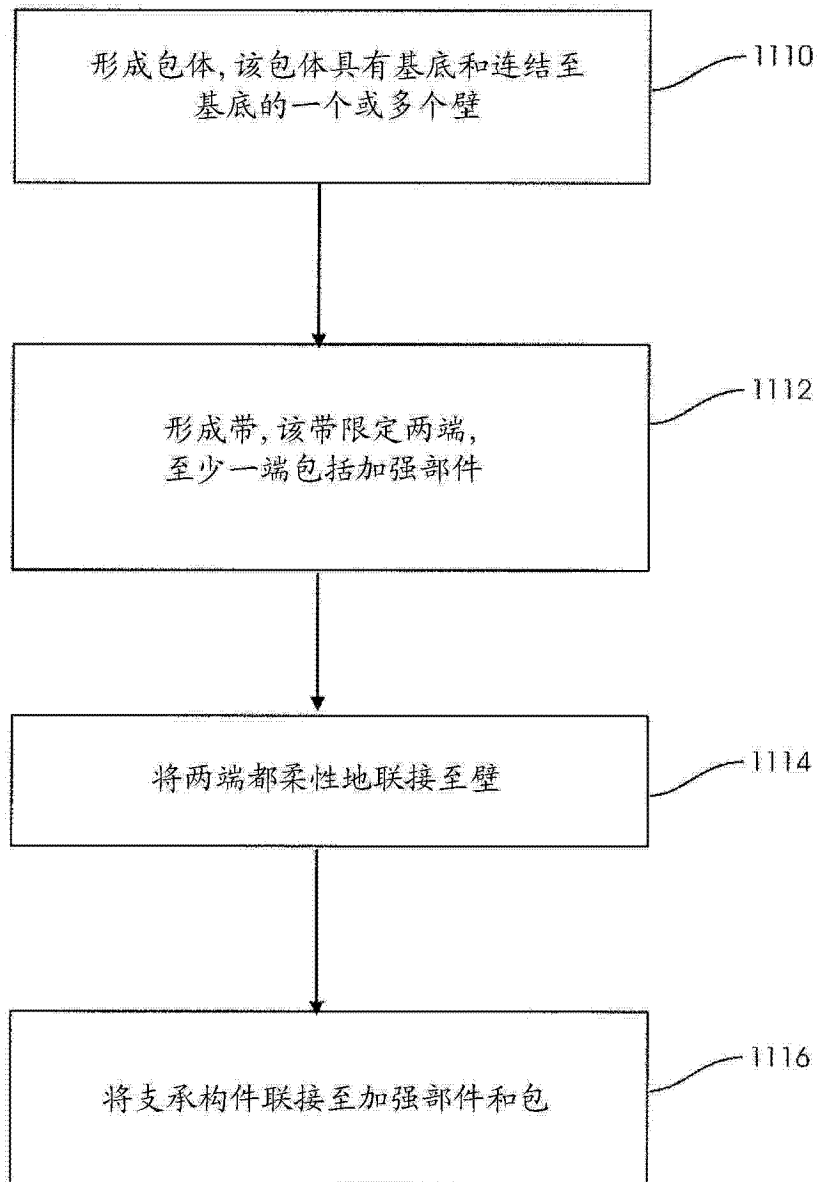 形成包体,该包体具有基底和连结至
基底的一个或多个壁
1110
形成带,该带限定两端,
至少一端包括加强部件
1112
将两端都柔性地联接至壁
1114
将支承构件联接至加强部件和包
1116